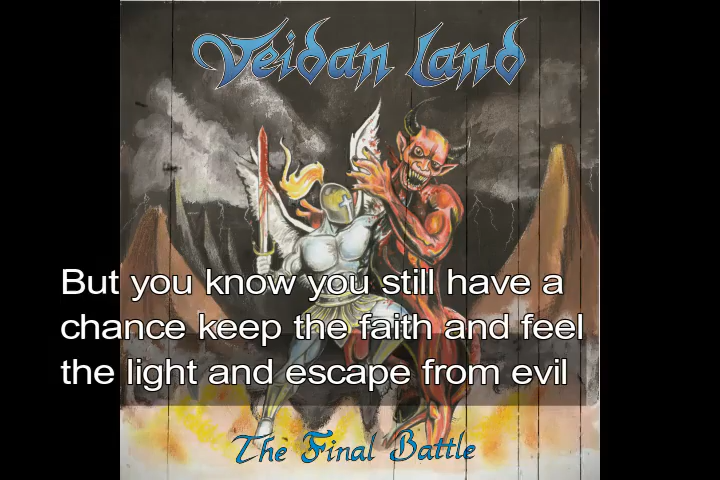 Veidan Land
But you know you still have a
chance keep the faith and feel
the light and escape from evil
The Final Battle